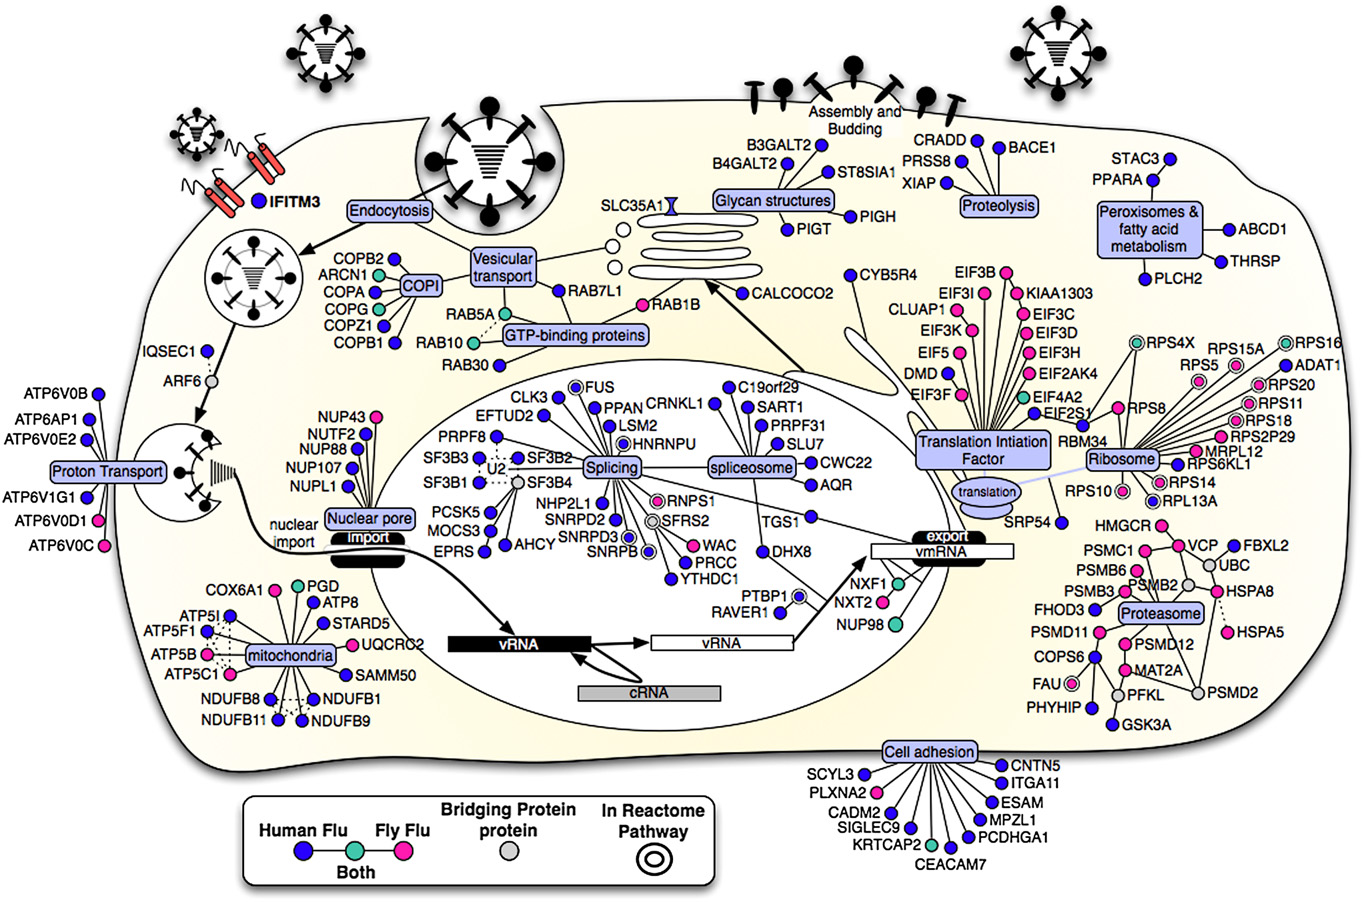 Assembly and
Budding
IFITM3
Endocytosis
Vesicular
transport
COPI
COPB2
ARCN1
COPA
COPG
COPZ1
COPB1
RAB5A
RAB10
RAB30
RAB7L1
RAB1B
GTP-binding proteins
SLC35A1
CALCOCO2
B3GALT2
B4GALT2
ST8SIA1
Glycan structures
PIGH
PIGT
CRADD
BACE1
PRSS8
XIAP
Proteolysis
STAC3
PPARA
Peroxisomes &
fatty acid
metabolism
ABCD1
THRSP
PLCH2
CYB5R4
IQSEC1
ARF6
ATP6V0B
ATP6AP1
ATP6V0E2
Proton Transport
ATP6V1G1
ATP6V0D1
ATP6V0C
NUP43
NUTF2
NUP88
NUP107
NUPL1
Nuclear pore
import
nuclear
import
CLK3
FUS
EFTUD2
PPAN
LSM2
HNRNPU
PRPF8
SF3B3
U2
SF3B2
SF3B1
SF3B4
Splicing
PCSK5
MOCS3
EPRS
AHCY
NHP2L1
SNRPD2
SNRPD3
SNRPB
RNPS1
SFRS2
WAC
PRCC
YTHDC1
C19orf29
CRNKL1
SART1
PRPF31
SLU7
spliceosome
CWC22
AQR
TGS1
DHX8
PTBP1
RAVER1
export
vmRNA
NXF1
NXT2
NUP98
vRNA
vRNA
cRNA
EIF3B
EIF3I
KIAA1303
CLUAP1
EIF3C
EIF3K
EIF3D
EIF5
EIF3H
DMD
EIF2AK4
EIF3F
EIF4A2
EIF2S1
Translation Intiation
Factor
translation
SRP54
RBM34
RPS4X
RPS8
RPS5
RPS15A
RPS16
ADAT1
RPS20
RPS11
RPS18
RPS2P29
MRPL12
RPS6KL1
Ribosome
RPS14
RPS10
RPL13A
HMGCR
PSMC1
VCP
FBXL2
PSMB6
UBC
PSMB3
PSMB2
HSPA8
FHOD3
Proteasome
PSMD11
HSPA5
PSMD12
COPS6
MAT2A
FAU
PFKL
PSMD2
PHYHIP
GSK3A
COX6A1
PGD
ATP5I
ATP8
ATP5F1
STARD5
ATP5B
mitochondria
UQCRC2
ATP5C1
SAMM50
NDUFB8
NDUFB1
NDUFB11
NDUFB9
Cell adhesion
SCYL3
CNTN5
PLXNA2
ITGA11
CADM2
ESAM
SIGLEC9
MPZL1
KRTCAP2
PCDHGA1
CEACAM7
Human Flu
Fly Flu
Both
Bridging Protein
protein
In Reactome
Pathway